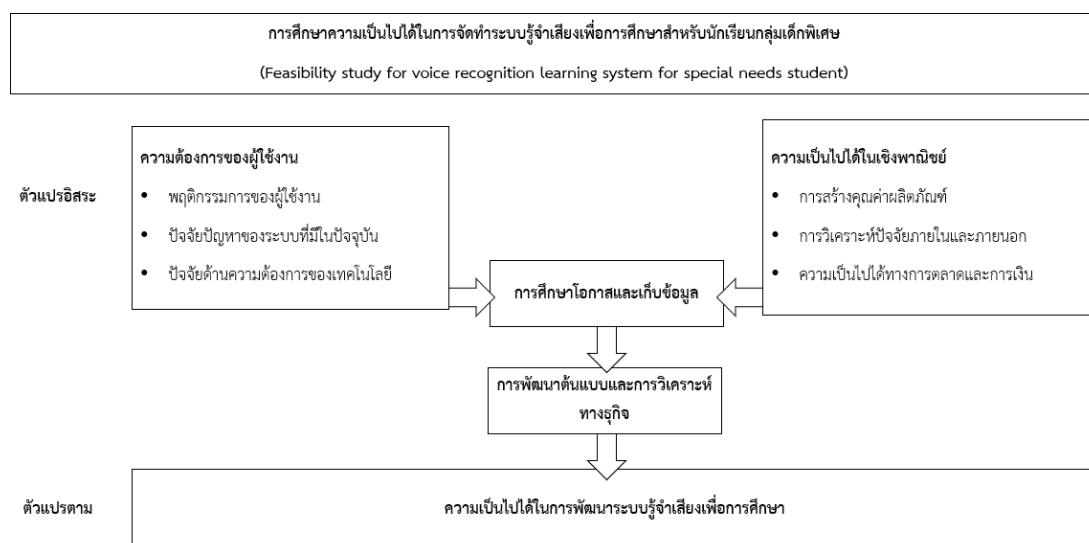 การศึกษาความเป็นไปได้ในการจัดทำระบบรู้จำเสียงเพื่อการศึกษาสำหรับนักเรียนกลุ่มเด็กพิเศษ
(Feasibility study for voice recognition learning system for special needs student)
ตัวแปรอิสระ
ความต้องการของผู้ใช้งาน
• พฤติกรรมการของผู้ใช้งาน
• ปัจจัยปัญหาของระบบที่มีในปัจจุบัน
• ปัจจัยด้านความต้องการของเทคโนโลยี
ความเป็นไปได้ในเชิงพาณิชย์
• การสร้างคุณค่าผลิตภัณฑ์
• การวิเคราะห์ปัจจัยภายในและภายนอก
• ความเป็นไปได้ทางการตลาดและการเงิน
การศึกษาโอกาสและเก็บข้อมูล
การพัฒนาต้นแบบและการวิเคราะห์
ทางธุรกิจ
ตัวแปรตาม
ความเป็นไปได้ในการพัฒนาระบบรู้จำเสียงเพื่อการศึกษา